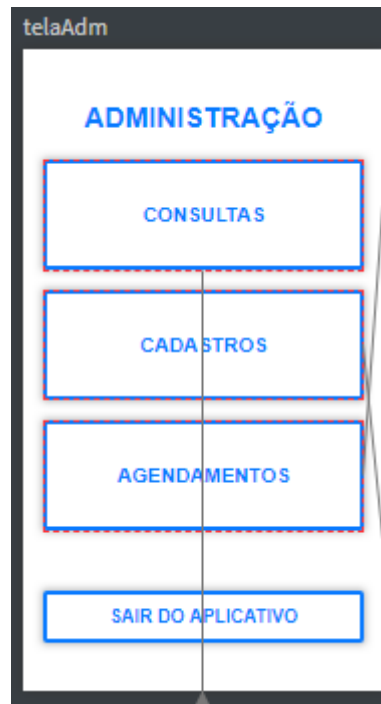 telaAdm
ADMINISTRAÇÃO
CONSULTAS
CADASTROS
AGENDAMENTOS
SAIR DO APLICATIVO